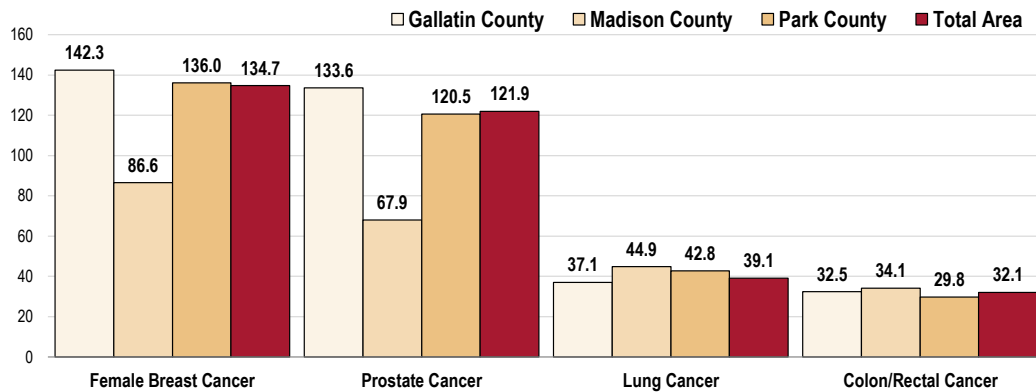 Gallatin County Madison County Park County Total Area
160
140
120
100
80
60
40
20
0
142.3 86.6 136.0 134.7
133.6 67.9 120.5 121.9
37.1 44.9 42.8 39.1
32.5 34.1 29.8 32.1
Female Breast Cancer Prostate Cancer Lung Cancer Colon/Rectal Cancer